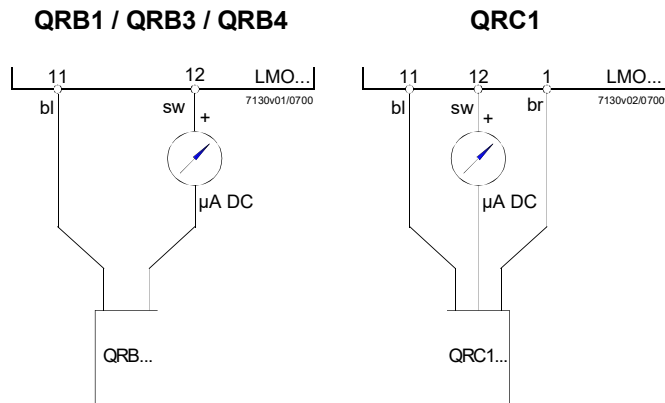 QRB1 / QRB3 / QRB4
11 12 LMO...
7130v01/0700
bl sw
+
µA DC
QRB...
QRC1
11 12 1 LMO...
7130v02/0700
bl sw br
+
µA DC
QRC1...